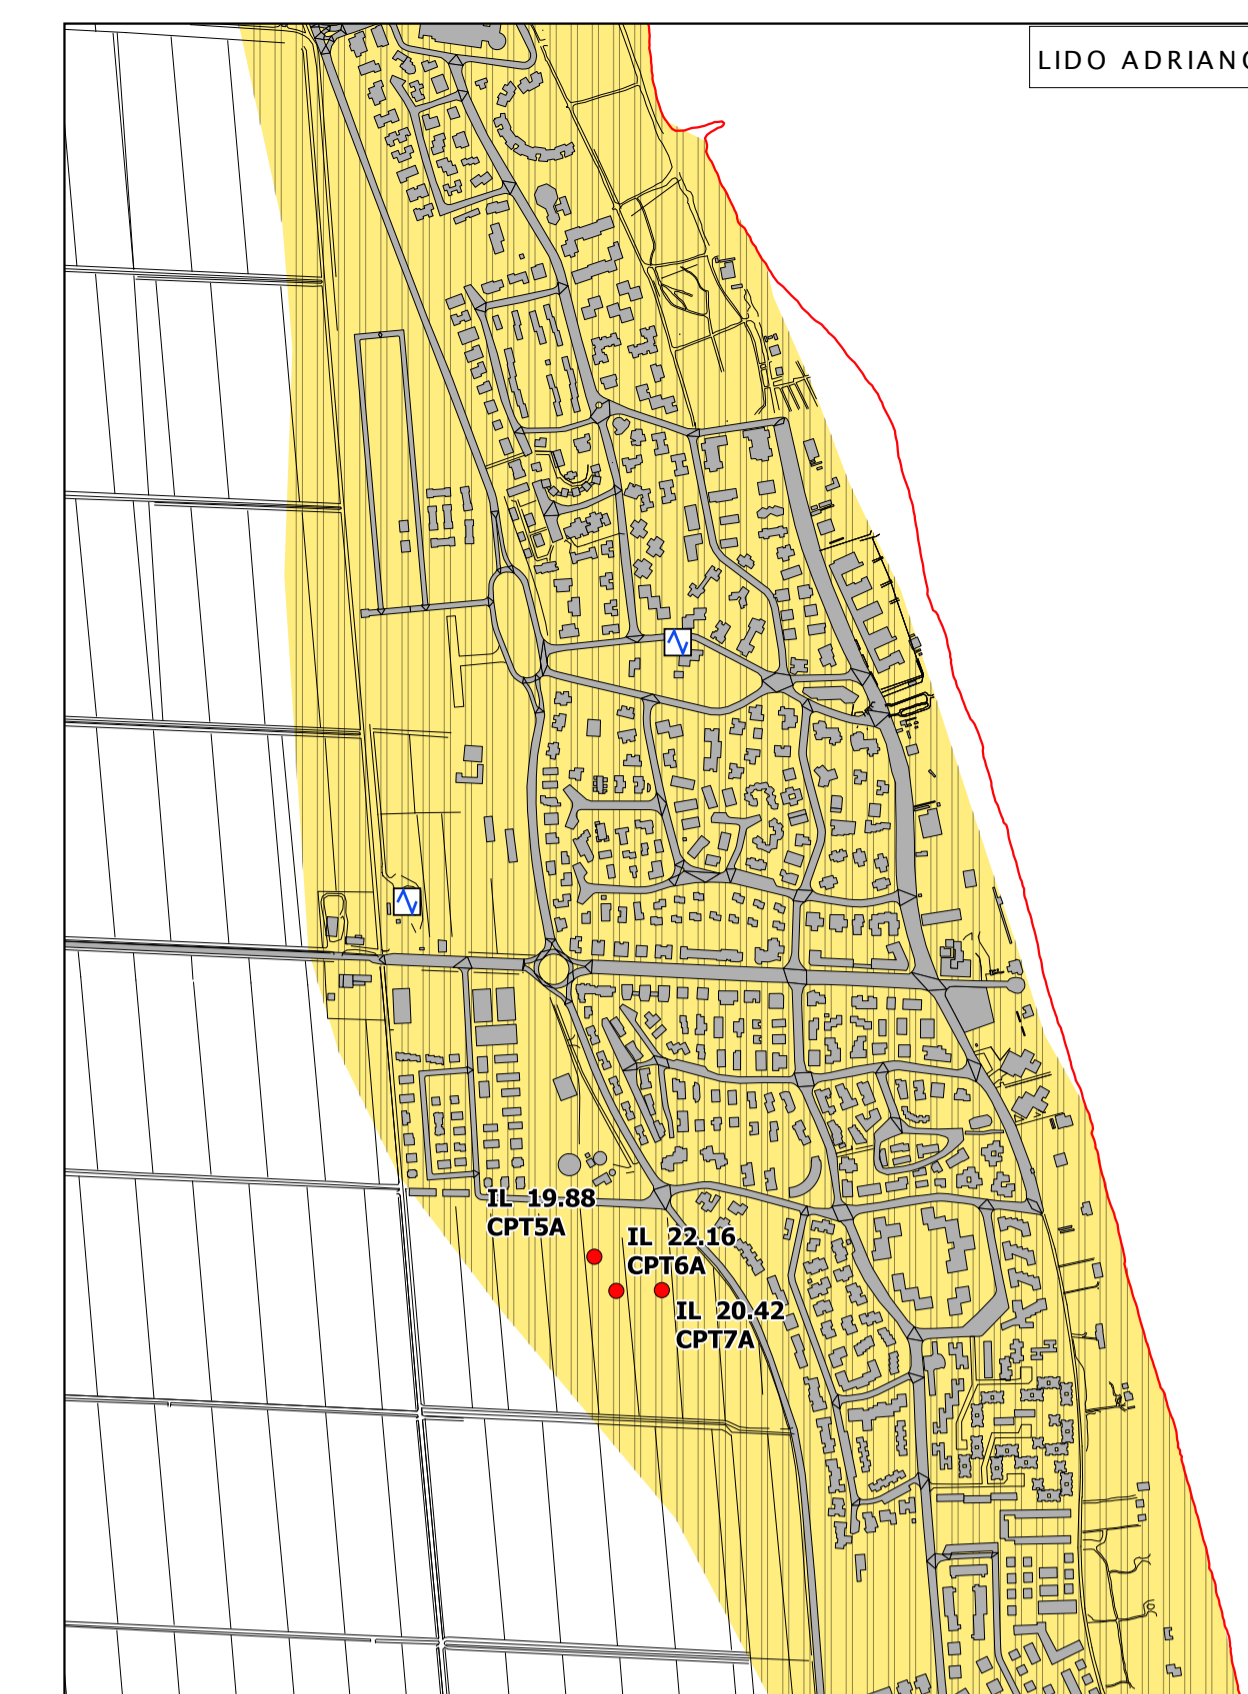 LIDO ADRIANO
IL 19.88
CPT5A
IL 22.16
CPT6A
IL 20.42
CPT7A